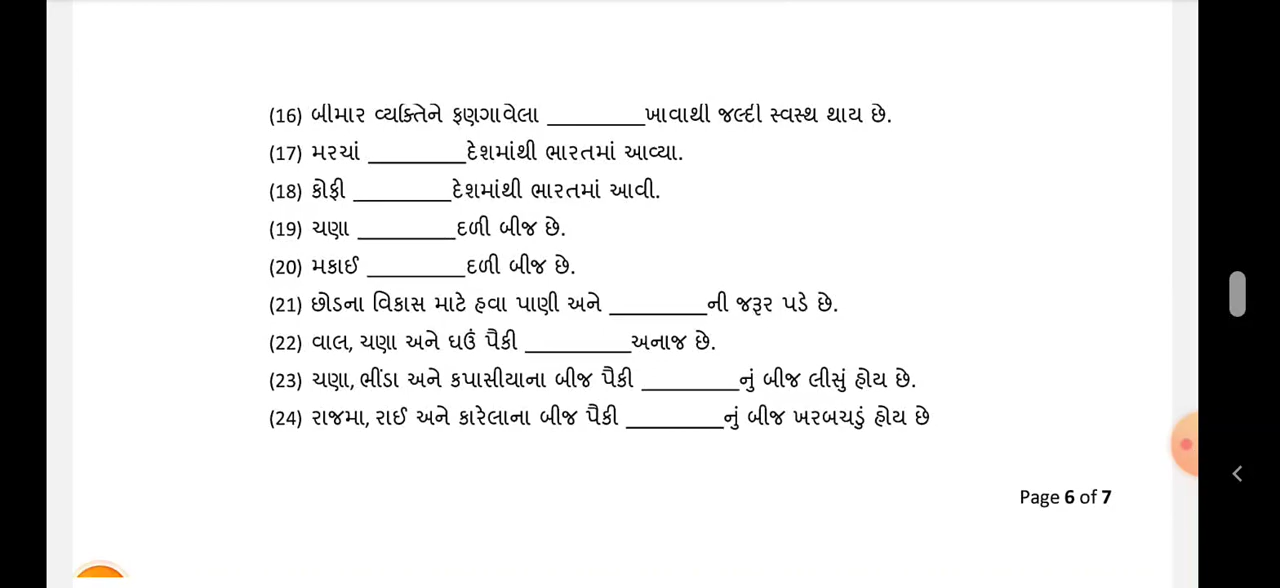 (16) બીમાર વ્યક્તિને ફણગાવેલા _________ખાવાથી જલ્દી સ્વસ્થ થાય છે.
(17) મરચાં _________દેશમાંથી ભારતમાં આવ્યા.
(18) કોફી _________દેશમાંથી ભારતમાં આવી.
(19) ચણા _________દળી બીજ છે.
(20) મકાઈ _________દળી બીજ છે.
(21) છોડના વિકાસ માટે હવા પાણી અને _________ની જરૂર પડે છે.
(22) વાલ, ચણા અને ઘઉં પૈકી __________અનાજ છે.
(23) ચણા, ભીંડા અને કપાસીયાના બીજ પૈકી _________નું બીજ લીસું હોય છે.
(24) રાજમા, રાઈ અને કારેલાના બીજ પૈકી _________નું બીજ ખરબચડું હોય છે
Page 6 of 7